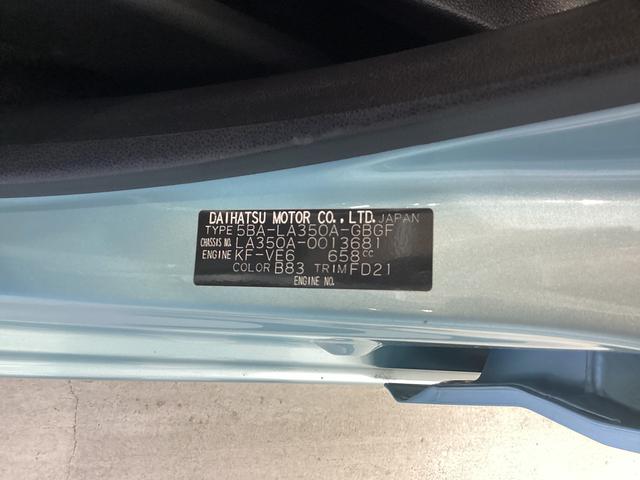 DAIHATSU MOTOR CO., LTD. JAPAN
TYPE 5BA-LA350A-GBGF
CHASSIS NO. LA350A-0013681
ENGINE KF-VE6 658cc
COLOR B83 TRIM FD21
ENGINE NO.